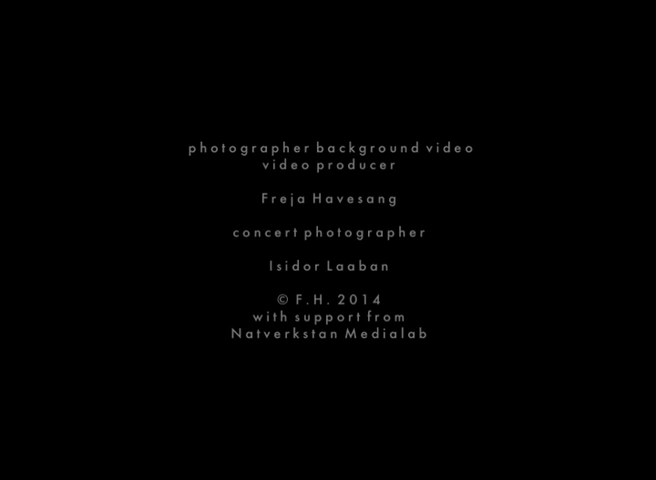 photographer background video
video producer
Freja Havesang
concert photographer
Isidor Laaban
© F.H. 2014
with support from
Natverkstan Medialab